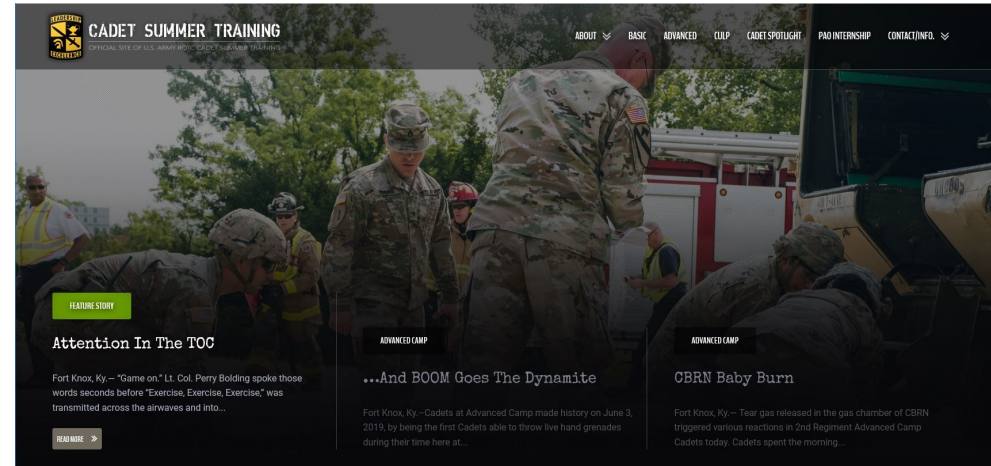 LEADERSHIP
EXCELLENCE
CADET SUMMER TRAINING
OFFICIAL SITE OF U.S. ARMY ROTC CADET SUMMER TRAINING
ABOUT
BASIC
ADVANCED
CULP
CADET SPOTLIGHT
PAO INTERNSHIP
CONTACT/INFO.
FEATURE STORY
Attention In The TOC
Fort Knox, Ky.— “Game on.” Lt. Col. Perry Bolding spoke those
words seconds before “Exercise, Exercise, Exercise,” was
transmitted across the airwaves and into...
READ MORE
ADVANCED CAMP
...And BOOM Goes The Dynamite
Fort Knox, Ky.–Cadets at Advanced Camp made history on June 3,
2019, by being the first Cadets able to throw live hand grenades
during their time here at...
ADVANCED CAMP
CBRN Baby Burn
Fort Knox, Ky.— Tear gas released in the gas chamber of CBRN
triggered various reactions in 2nd Regiment Advanced Camp
Cadets today. Cadets spent the morning...